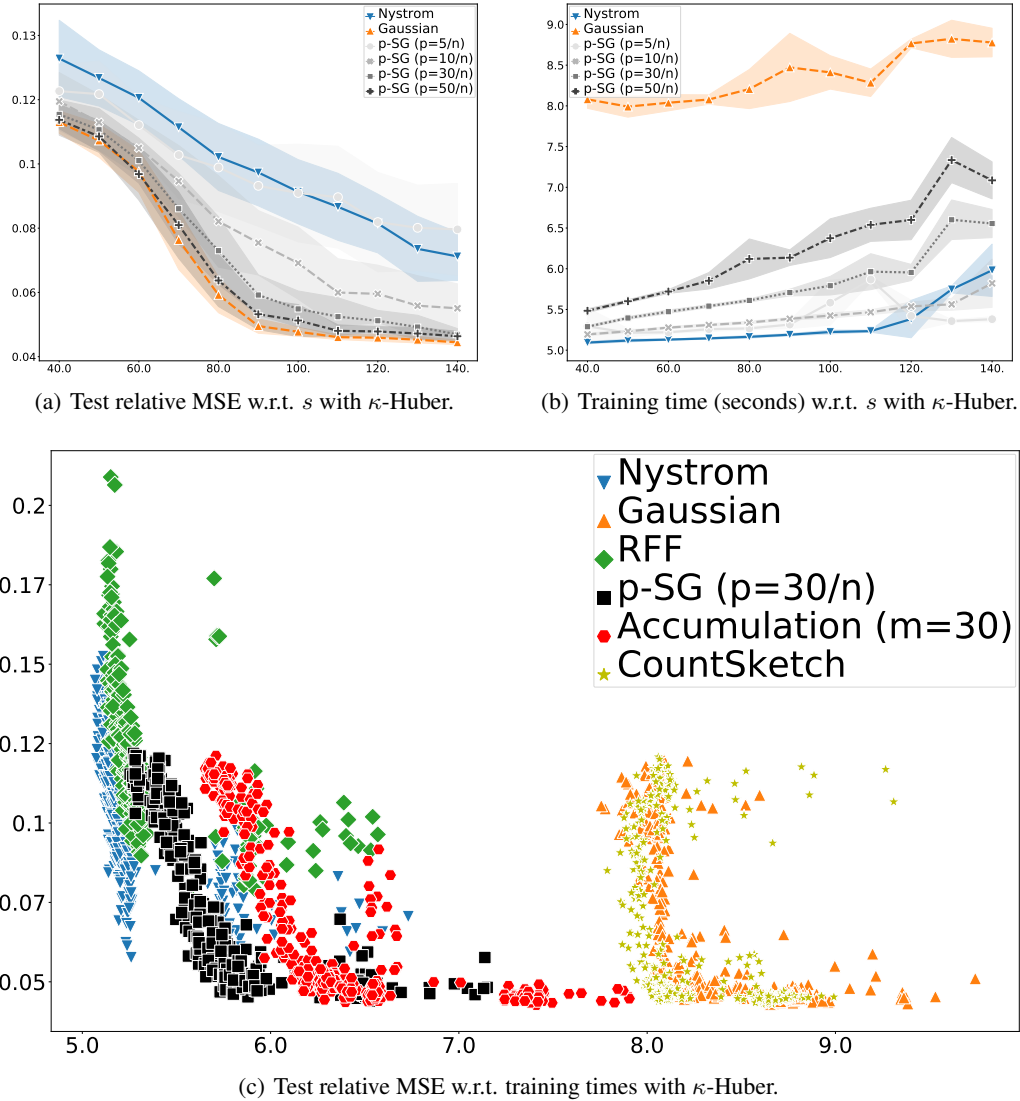 Nystrom
Gaussian
p-SG (p=5/n)
p-SG (p=10/n)
p-SG (p=30/n)
p-SG (p=50/n)
0.13
0.12
0.1
0.08
0.06
0.04
40.0 60.0 80.0 100. 120. 140.
(a) Test relative MSE w.r.t. s with κ-Huber.
Nystrom
Gaussian
p-SG (p=5/n)
p-SG (p=10/n)
p-SG (p=30/n)
p-SG (p=50/n)
9.0
8.5
8.0
7.5
7.0
6.5
6.0
5.5
5.0
40.0 60.0 80.0 100. 120. 140.
(b) Training time (seconds) w.r.t. s with κ-Huber.
Nystrom
Gaussian
RFF
p-SG (p=30/n)
Accumulation (m=30)
CountSketch
0.2
0.17
0.15
0.12
0.1
0.07
0.05
5.0 6.0 7.0 8.0 9.0
(c) Test relative MSE w.r.t. training times with κ-Huber.